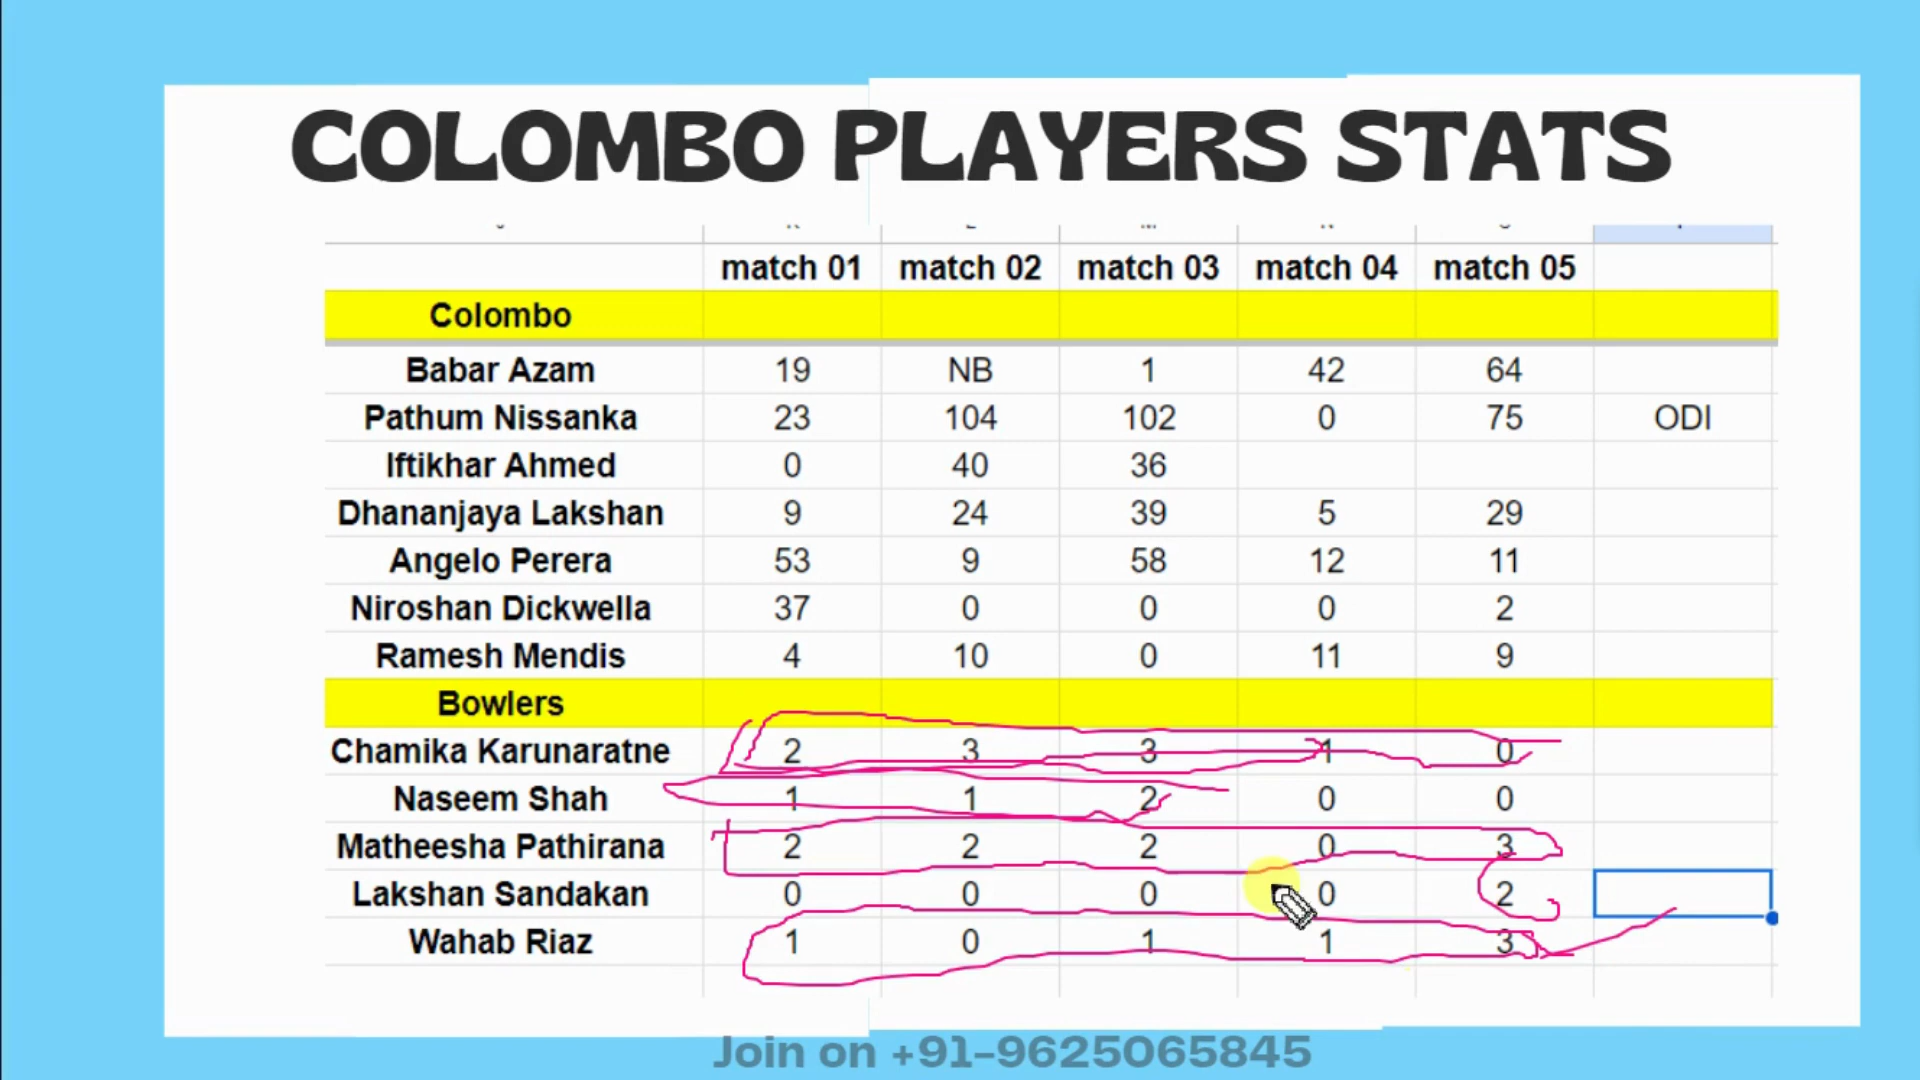 COLOMBO PLAYERS STATS
match 01 match 02 match 03 match 04 match 05
Colombo
Babar Azam 19 NB 1 42 64
Pathum Nissanka 23 104 102 0 75 ODI
Iftikhar Ahmed 0 40 36
Dhananjaya Lakshan 9 24 39 5 29
Angelo Perera 53 9 58 12 11
Niroshan Dickwella 37 0 0 0 2
Ramesh Mendis 4 10 0 11 9
Bowlers
Chamika Karunaratne 2 3 3 1 0
Naseem Shah 1 1 2 0 0
Matheesha Pathirana 2 2 2 0 3
Lakshan Sandakan 0 0 0 0 2
Wahab Riaz 1 0 1 1 3
Join on +91-9625065845